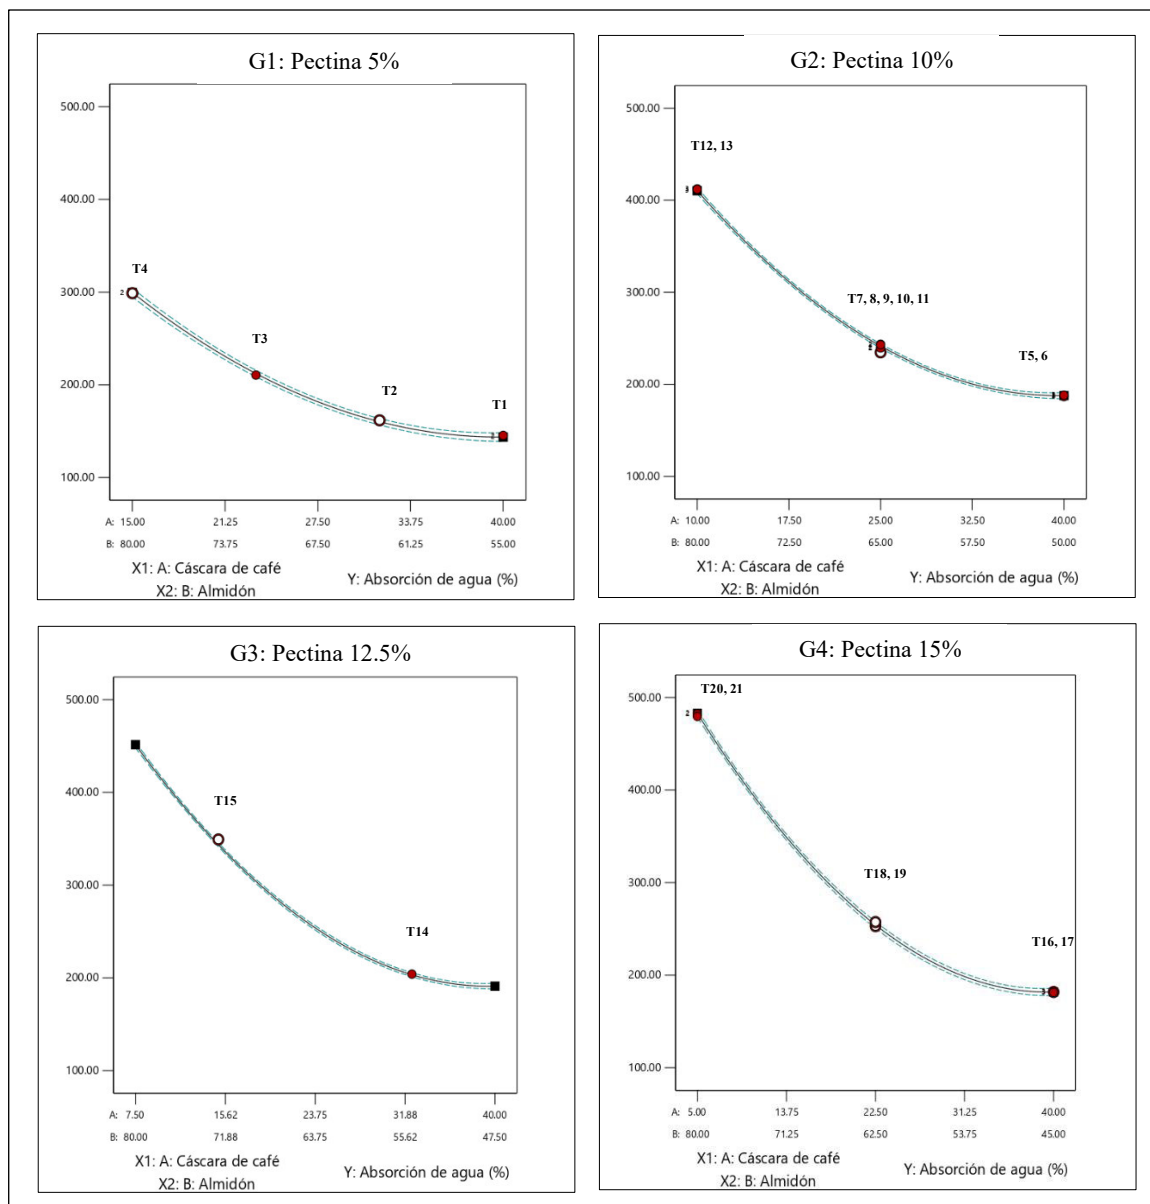 G1: Pectina 5%
500.00
400.00
300.00
200.00
100.00
T4
2
T3
T2
T1
A: 15.00 21.25 27.50 33.75 40.00
B: 80.00 73.75 67.50 61.25 55.00
X1: A: Cáscara de café
X2: B: Almidón
Y: Absorción de agua (%)
G2: Pectina 10%
500.00
400.00
300.00
200.00
100.00
T12, 13
T7, 8, 9, 10, 11
T5, 6
A: 10.00 17.50 25.00 32.50 40.00
B: 80.00 72.50 65.00 57.50 50.00
X1: A: Cáscara de café
X2: B: Almidón
Y: Absorción de agua (%)
G3: Pectina 12.5%
500.00
400.00
300.00
200.00
100.00
T15
T14
A: 7.50 15.62 23.75 31.88 40.00
B: 80.00 71.88 63.75 55.62 47.50
X1: A: Cáscara de café
X2: B: Almidón
Y: Absorción de agua (%)
G4: Pectina 15%
500.00
400.00
300.00
200.00
100.00
T20, 21
2
T18, 19
T16, 17
A: 5.00 13.75 22.50 31.25 40.00
B: 80.00 71.25 62.50 53.75 45.00
X1: A: Cáscara de café
X2: B: Almidón
Y: Absorción de agua (%)